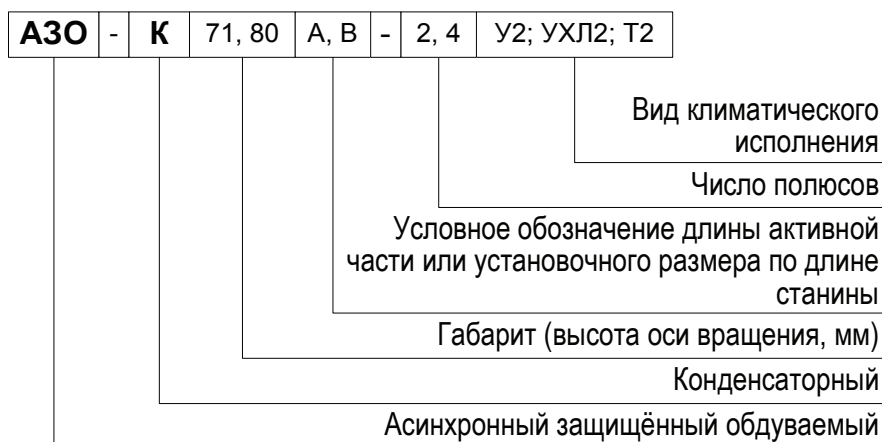 АЗО - К 71, 80 А, В - 2, 4 У2; УХЛ2; Т2
Вид климатического
исполнения
Число полюсов
Условное обозначение длины активной
части или установочного размера по длине
станины
Габарит (высота оси вращения, мм)
Конденсаторный
Асинхронный защищённый обдуваемый